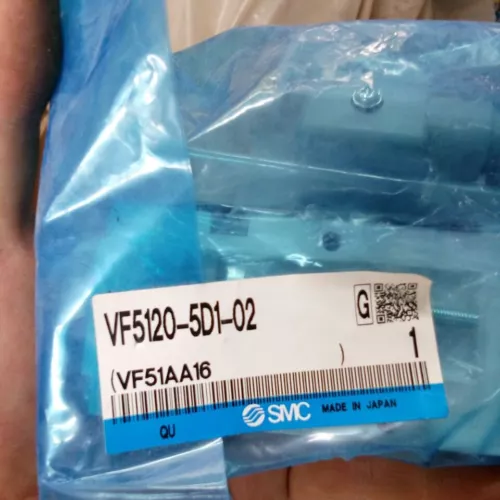 VF5120-5D1-02
G
(VF51AA16 )
1
SMC MADE IN JAPAN
QU